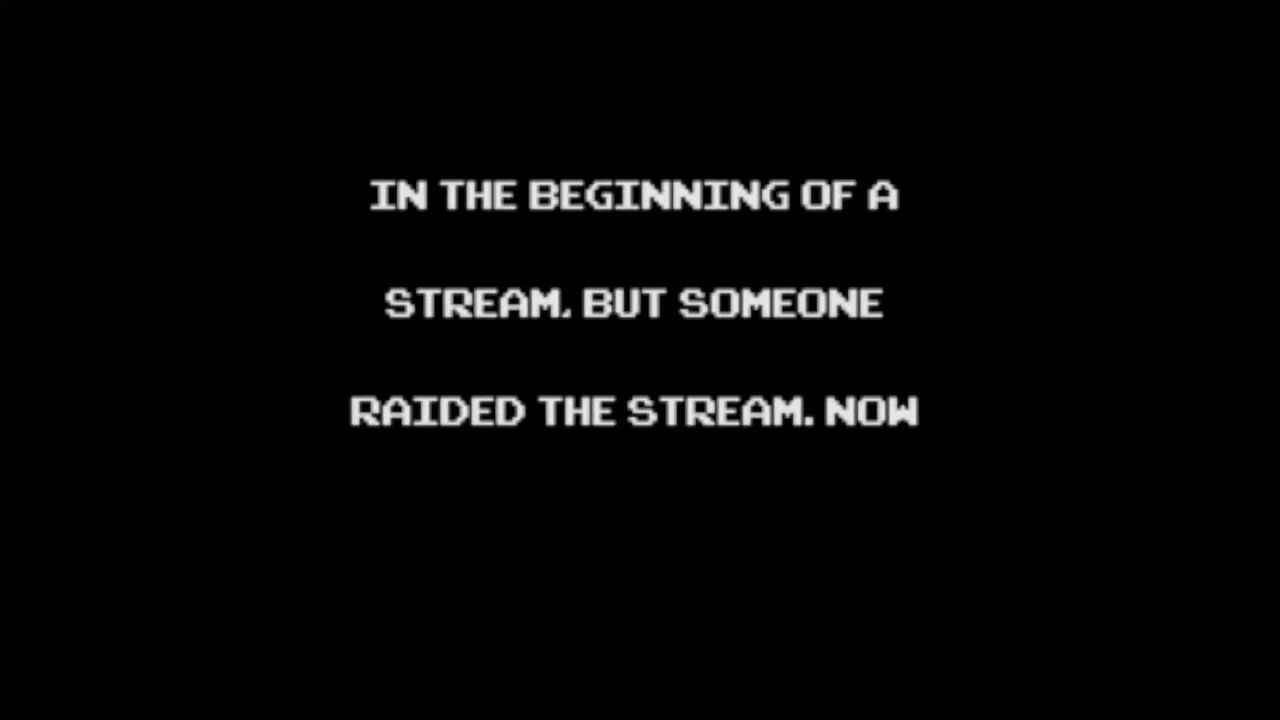 IN THE BEGINNING OF A
STREAM, BUT SOMEONE
RAIDED THE STREAM. NOW